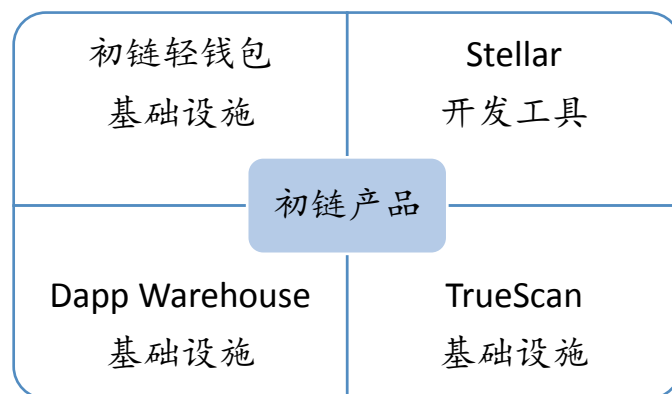 初链轻钱包
基础设施
Stellar
开发工具
初链产品
Dapp Warehouse
基础设施
TrueScan
基础设施